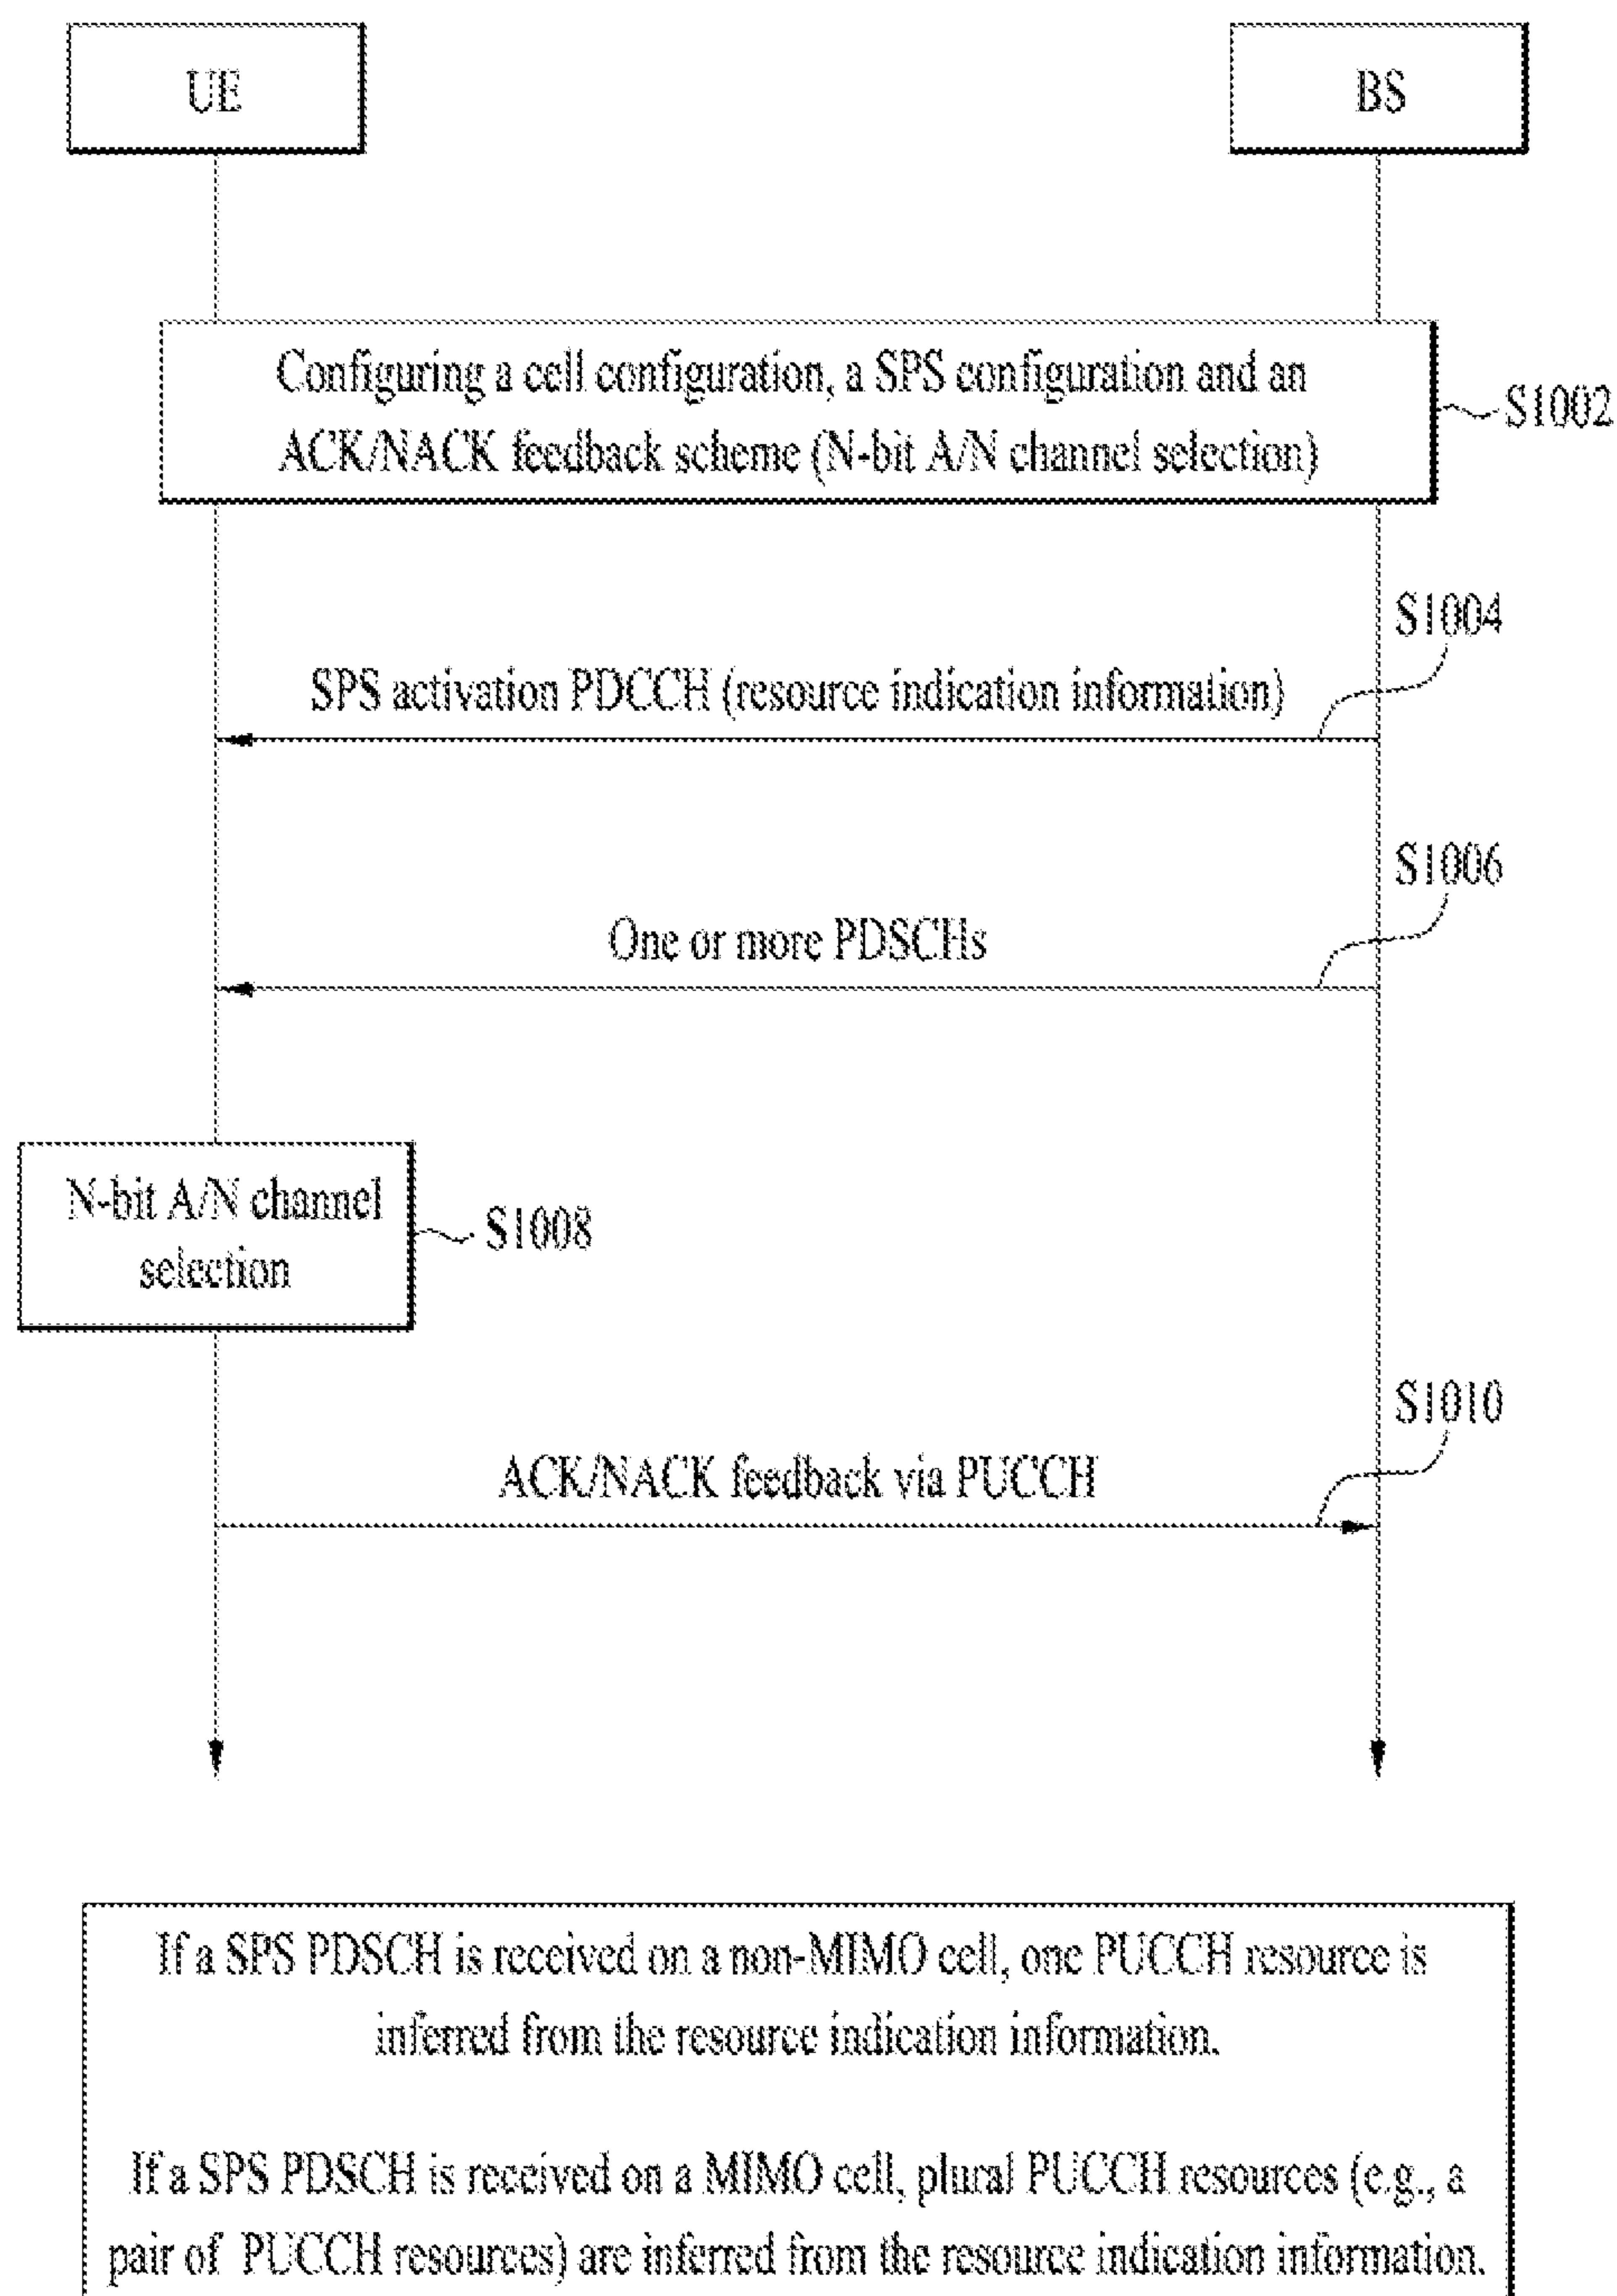 UE
BS
Configuring a cell configuration, a SPS configuration and an
ACK/NACK feedback scheme (N-bit A/N channel selection)
S1002
S1004
SPS activation PDCCH (resource indication information)
S1006
One or more PDSCHs
N-bit A/N channel
selection
S1008
S1010
ACK/NACK feedback via PUCCH
If a SPS PDSCH is received on a non-MIMO cell, one PUCCH resource is
inferred from the resource indication information.
If a SPS PDSCH is received on a MIMO cell, plural PUCCH resources (e.g., a
pair of PUCCH resources) are inferred from the resource indication information.